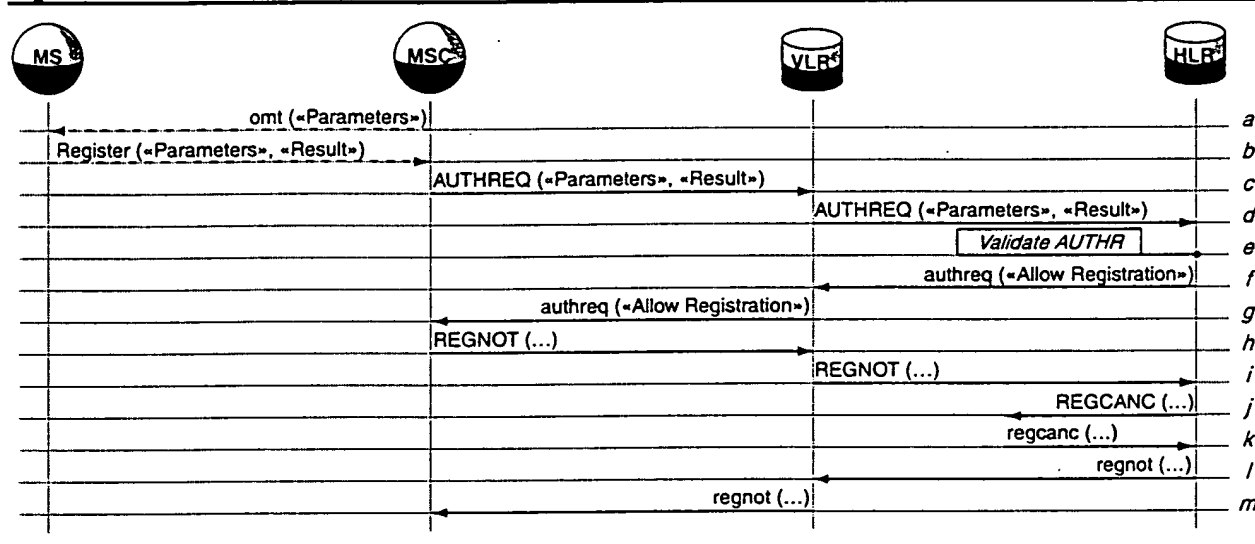 MS MSC VLR HLR
omt («Parameters») a
Register («Parameters», «Result») b
AUTHREQ («Parameters», «Result») c
AUTHREQ («Parameters», «Result») d
Validate AUTHR e
authreq («Allow Registration») f
authreq («Allow Registration») g
REGNOT (...) h
REGNOT (...) i
REGCANC (...) j
regcanc (...) k
regnot (...) l
regnot (...) m